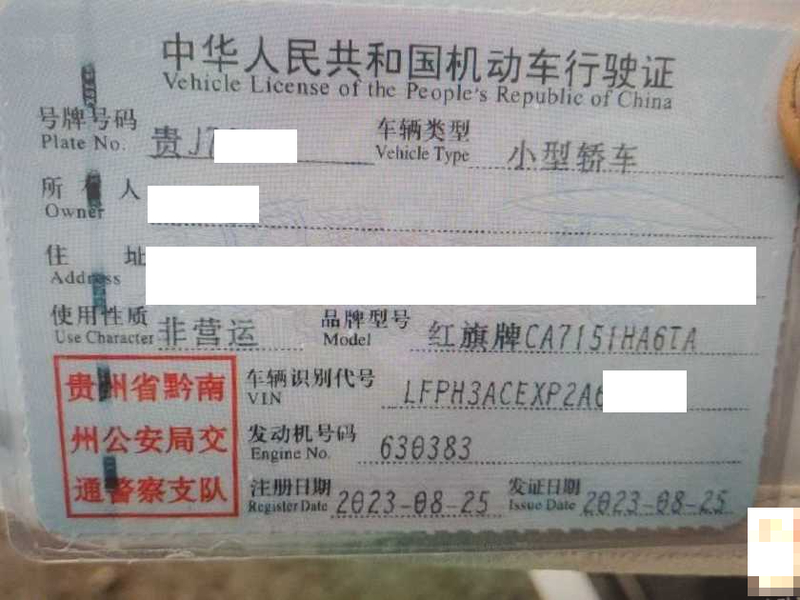 中华人民共和国机动车行驶证
Vehicle License of the People's Republic of China
号牌号码 贵J7 车辆类型 小型轿车
Plate No. Vehicle Type
所有人
Owner
住址
Address
使用性质 非营运 品牌型号 红旗牌CA7151HA6TA
Use Character Model
贵州省黔南
州公安局交
通警察支队
车辆识别代号 LFPH3ACEXP2A6
VIN
发动机号码 630383
Engine No.
注册日期 2023-08-25 发证日期 2023-08-25
Register Date Issue Date